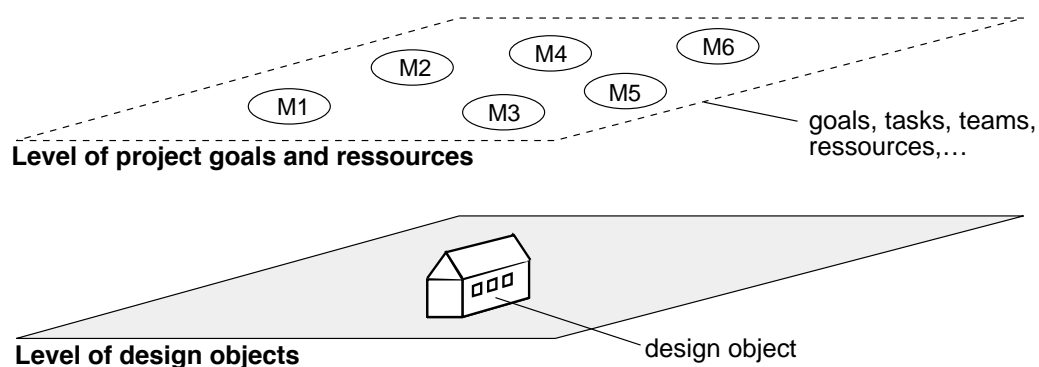 M6
M4
M2
M5
M1
M3
goals, tasks, teams,
ressources,…
Level of project goals and ressources
design object
Level of design objects